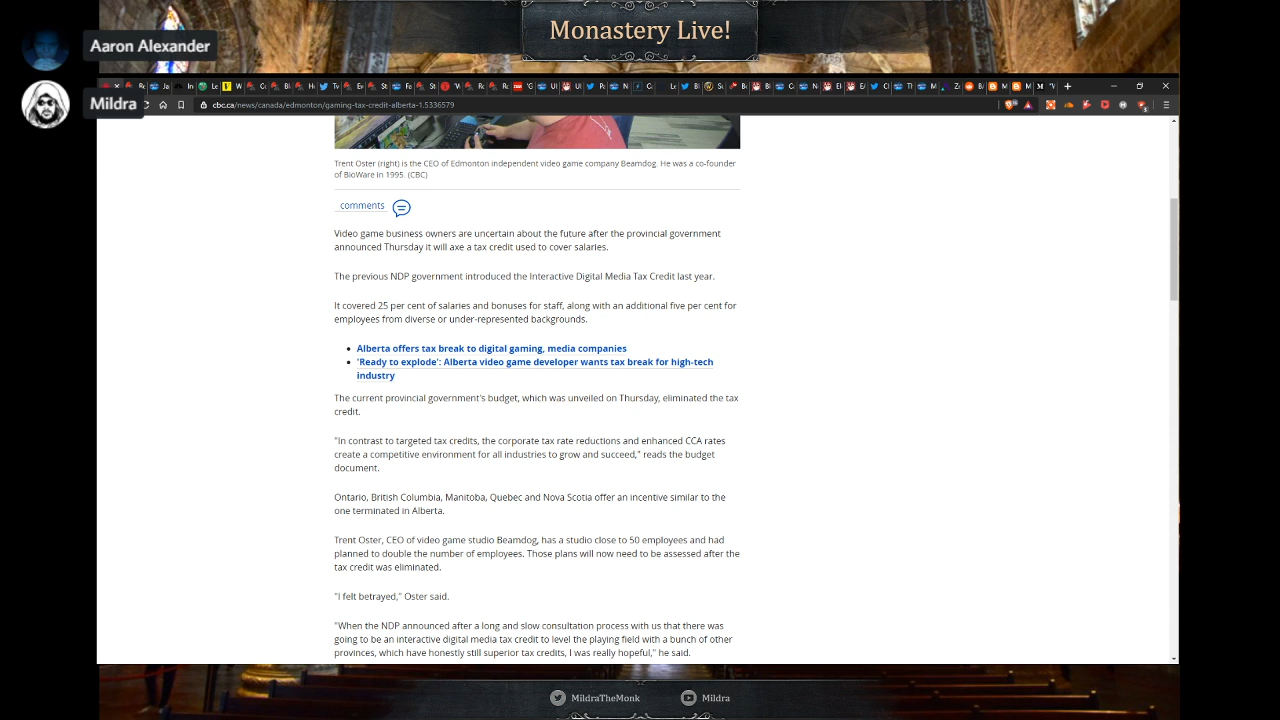 Monastery Live!
Aaron Alexander
Mildra
cbc.ca/news/canada/edmonton/gaming-tax-credit-alberta-1.5336579
Trent Oster (right) is the CEO of Edmonton independent video game company Beamdog. He was a co-founder
of BioWare in 1995. (CBC)
comments
Video game business owners are uncertain about the future after the provincial government
announced Thursday it will axe a tax credit used to cover salaries.
The previous NDP government introduced the Interactive Digital Media Tax Credit last year.
It covered 25 per cent of salaries and bonuses for staff, along with an additional five per cent for
employees from diverse or under-represented backgrounds.
• Alberta offers tax break to digital gaming, media companies
• 'Ready to explode': Alberta video game developer wants tax break for high-tech
industry
The current provincial government's budget, which was unveiled on Thursday, eliminated the tax
credit.
"In contrast to targeted tax credits, the corporate tax rate reductions and enhanced CCA rates
create a competitive environment for all industries to grow and succeed," reads the budget
document.
Ontario, British Columbia, Manitoba, Quebec and Nova Scotia offer an incentive similar to the
one terminated in Alberta.
Trent Oster, CEO of video game studio Beamdog, has a studio close to 50 employees and had
planned to double the number of employees. Those plans will now need to be assessed after the
tax credit was eliminated.
"I felt betrayed," Oster said.
"When the NDP announced after a long and slow consultation process with us that there was
going to be an interactive digital media tax credit to level the playing field with a bunch of other
provinces, which have honestly still superior tax credits, I was really hopeful," he said.
MildraTheMonk
Mildra